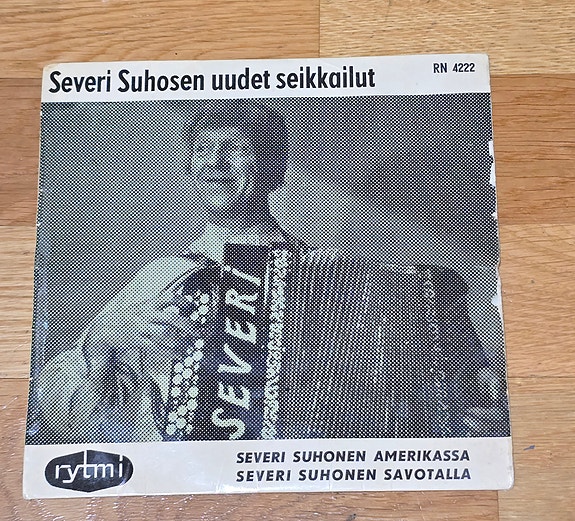 Severi Suhosen uudet seikkailut
RN 4222
SEVERI
rytmi
SEVERI SUHONEN AMERIKASSA
SEVERI SUHONEN SAVOTALLA